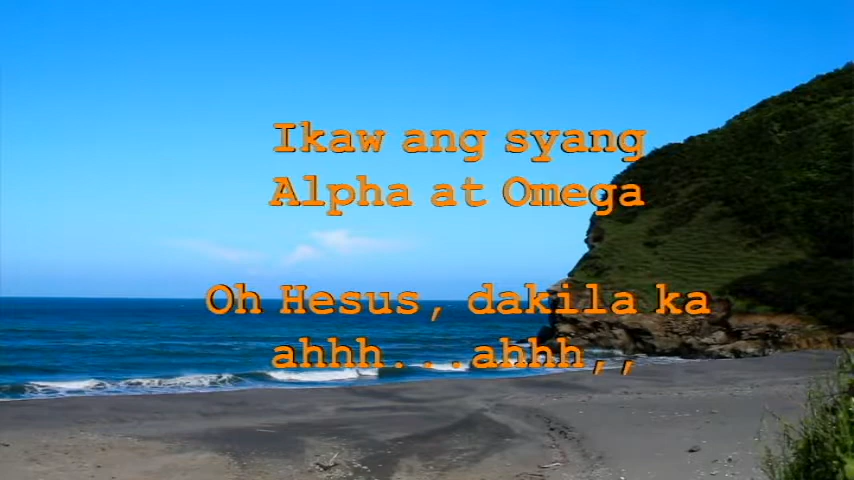 Ikaw ang syang
Alpha at Omega
Oh Hesus, dakila ka
ahhh...ahhh,,